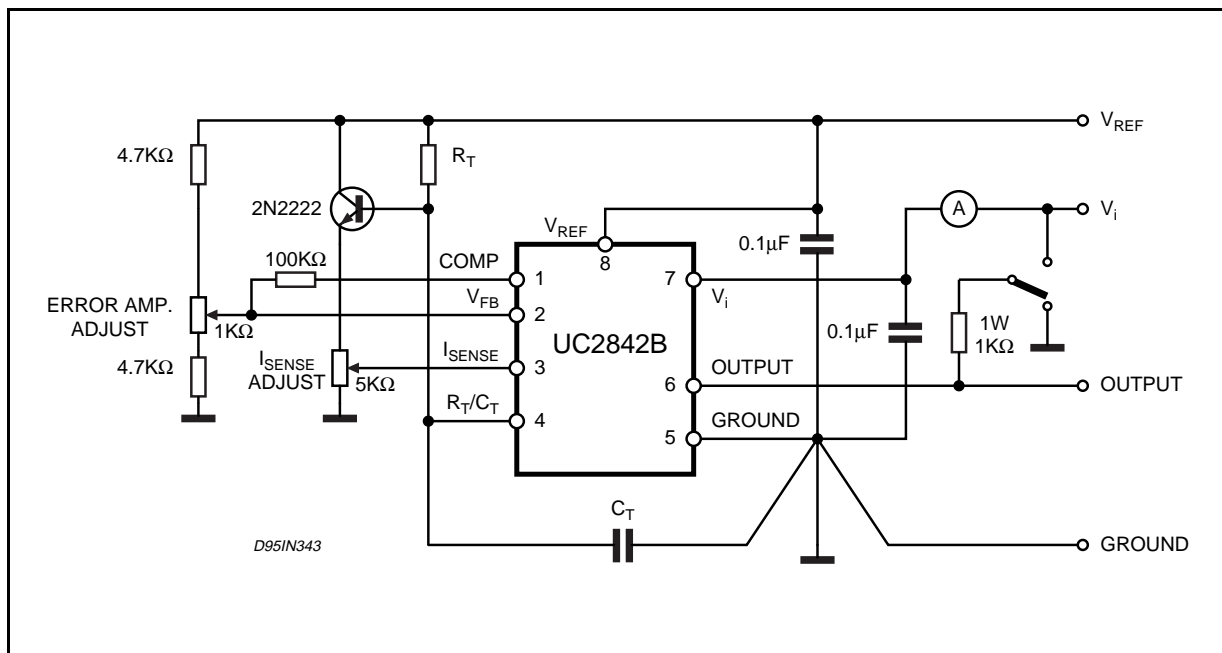 V_REF
4.7KΩ
R_T
A
V_i
2N2222
V_REF
8
0.1µF
100KΩ
COMP
1
7
V_i
ERROR AMP.
ADJUST
1KΩ
V_FB
2
UC2842B
0.1µF
1W
1KΩ
4.7KΩ
I_SENSE
ADJUST
5KΩ
I_SENSE
3
OUTPUT
6
OUTPUT
R_T/C_T
4
GROUND
5
C_T
D95IN343
GROUND